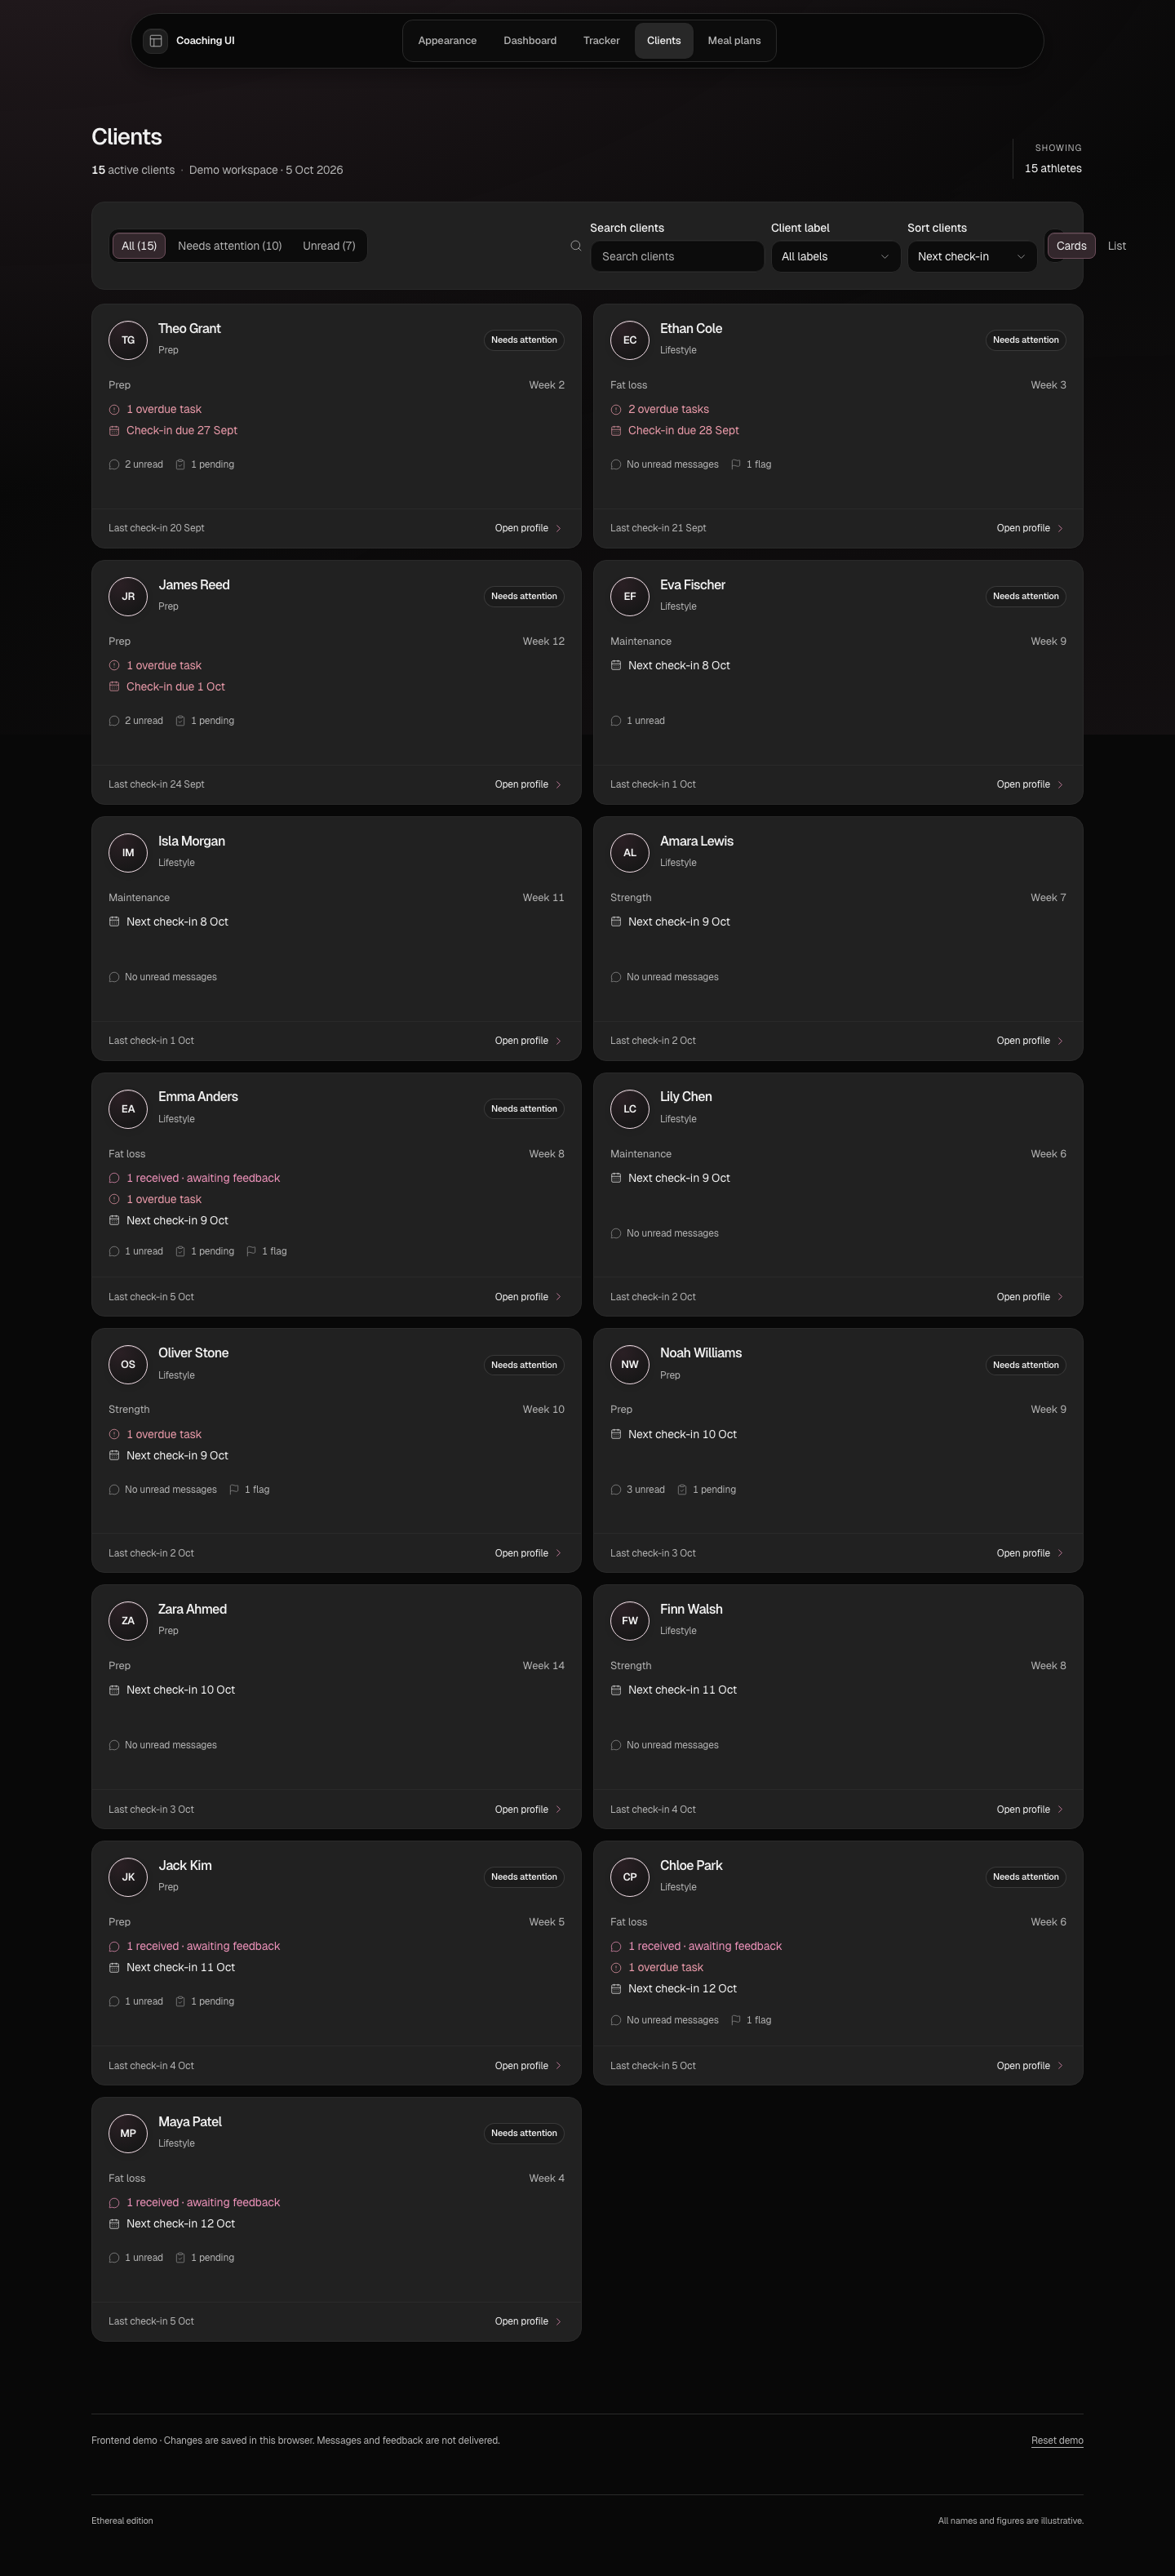 Coaching UI
Appearance Dashboard Tracker Clients Meal plans
Clients
15 active clients · Demo workspace · 5 Oct 2026
SHOWING
15 athletes
All (15) Needs attention (10) Unread (7)
Search clients
Search clients
Client label
All labels
Sort clients
Next check-in
Cards List
TG
Theo Grant
Prep
Needs attention
Prep Week 2
1 overdue task
Check-in due 27 Sept
2 unread 1 pending
Last check-in 20 Sept Open profile
EC
Ethan Cole
Lifestyle
Needs attention
Fat loss Week 3
2 overdue tasks
Check-in due 28 Sept
No unread messages 1 flag
Last check-in 21 Sept Open profile
JR
James Reed
Prep
Needs attention
Prep Week 12
1 overdue task
Check-in due 1 Oct
2 unread 1 pending
Last check-in 24 Sept Open profile
EF
Eva Fischer
Lifestyle
Needs attention
Maintenance Week 9
Next check-in 8 Oct
1 unread
Last check-in 1 Oct Open profile
IM
Isla Morgan
Lifestyle
Maintenance Week 11
Next check-in 8 Oct
No unread messages
Last check-in 1 Oct Open profile
AL
Amara Lewis
Lifestyle
Strength Week 7
Next check-in 9 Oct
No unread messages
Last check-in 2 Oct Open profile
EA
Emma Anders
Lifestyle
Needs attention
Fat loss Week 8
1 received · awaiting feedback
1 overdue task
Next check-in 9 Oct
1 unread 1 pending 1 flag
Last check-in 5 Oct Open profile
LC
Lily Chen
Lifestyle
Maintenance Week 6
Next check-in 9 Oct
No unread messages
Last check-in 2 Oct Open profile
OS
Oliver Stone
Lifestyle
Needs attention
Strength Week 10
1 overdue task
Next check-in 9 Oct
No unread messages 1 flag
Last check-in 2 Oct Open profile
NW
Noah Williams
Prep
Needs attention
Prep Week 9
Next check-in 10 Oct
3 unread 1 pending
Last check-in 3 Oct Open profile
ZA
Zara Ahmed
Prep
Prep Week 14
Next check-in 10 Oct
No unread messages
Last check-in 3 Oct Open profile
FW
Finn Walsh
Lifestyle
Strength Week 8
Next check-in 11 Oct
No unread messages
Last check-in 4 Oct Open profile
JK
Jack Kim
Prep
Needs attention
Prep Week 5
1 received · awaiting feedback
Next check-in 11 Oct
1 unread 1 pending
Last check-in 4 Oct Open profile
CP
Chloe Park
Lifestyle
Needs attention
Fat loss Week 6
1 received · awaiting feedback
1 overdue task
Next check-in 12 Oct
No unread messages 1 flag
Last check-in 5 Oct Open profile
MP
Maya Patel
Lifestyle
Needs attention
Fat loss Week 4
1 received · awaiting feedback
Next check-in 12 Oct
1 unread 1 pending
Last check-in 5 Oct Open profile
Frontend demo · Changes are saved in this browser. Messages and feedback are not delivered. Reset demo
Ethereal edition All names and figures are illustrative.